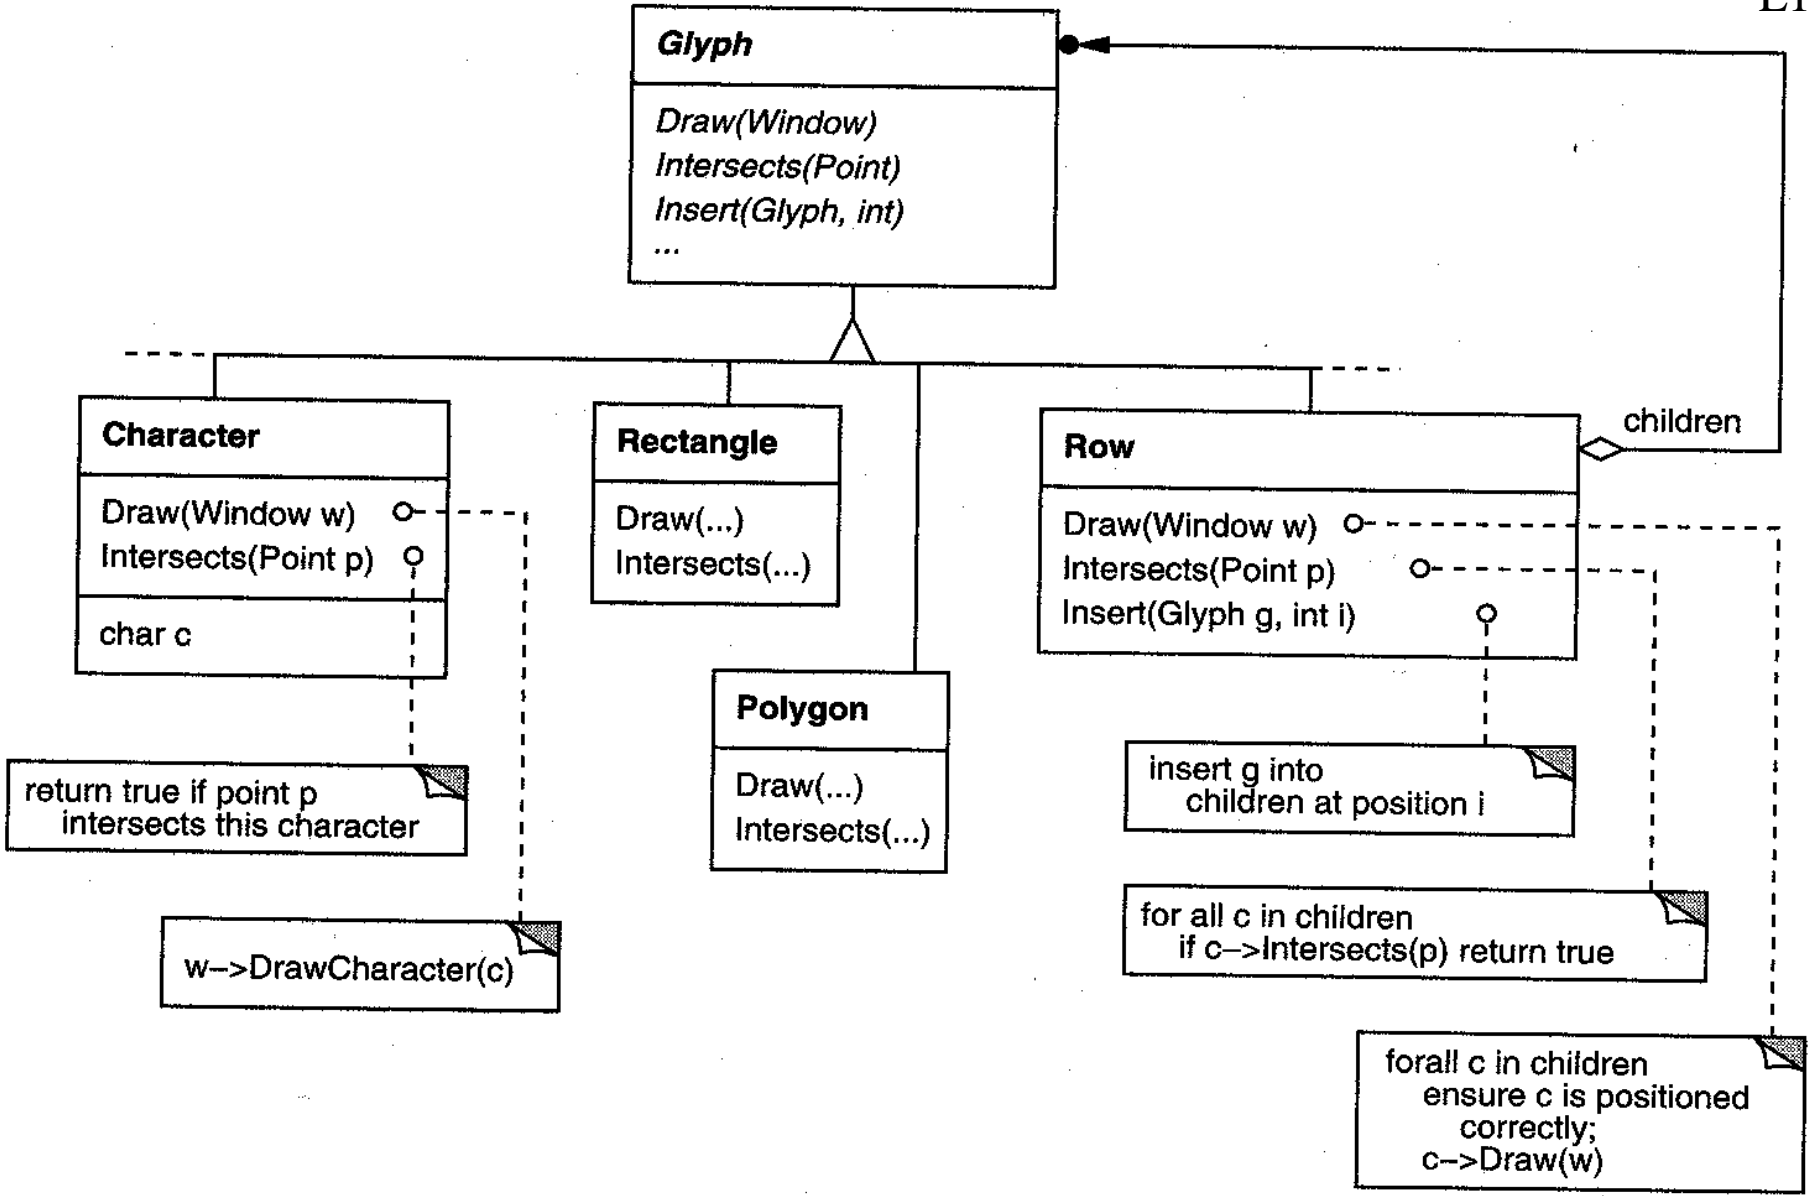 Glyph
Draw(Window)
Intersects(Point)
Insert(Glyph, int)
...
children
Character
Draw(Window w)
Intersects(Point p)
char c
Rectangle
Draw(...)
Intersects(...)
Row
Draw(Window w)
Intersects(Point p)
Insert(Glyph g, int i)
Polygon
Draw(...)
Intersects(...)
return true if point p
intersects this character
w–>DrawCharacter(c)
insert g into
children at position i
for all c in children
if c–>Intersects(p) return true
forall c in children
ensure c is positioned
correctly;
c–>Draw(w)